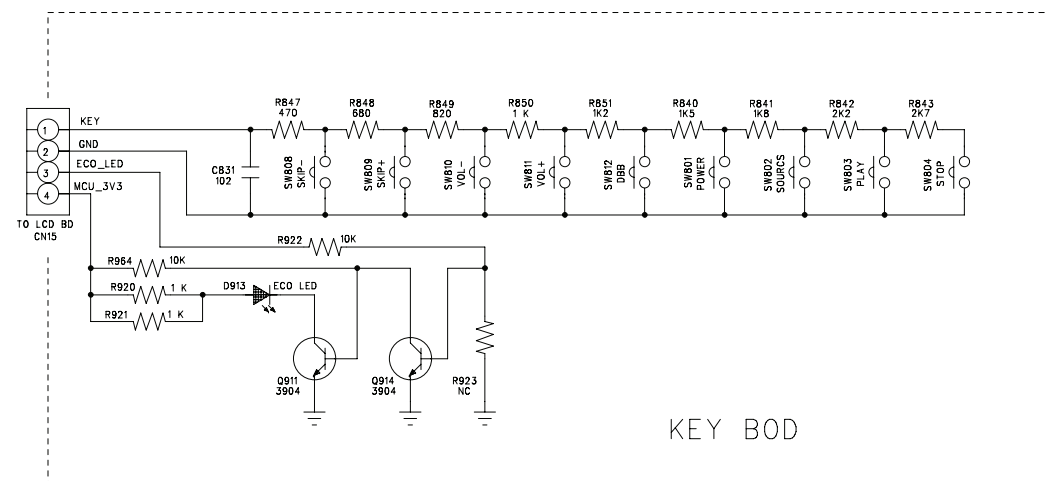 R847
470
R848
680
R849
820
R850
1 K
R851
1K2
R840
1K5
R841
1K8
R842
2K2
R843
2K7
1
KEY
2
GND
3
ECO_LED
4
MCU_3V3
TO LCD BD
CN15
C831
102
SW808
SKIP-
SW809
SKIP+
SW810
VOL-
SW811
VOL+
SW812
DBB
SW801
POWER
SW802
SOURCS
SW803
PLAY
SW804
STOP
R922
10K
R964
10K
R920
1 K
R921
1 K
D913
ECO LED
Q911
3904
Q914
3904
R923
NC
KEY BOD